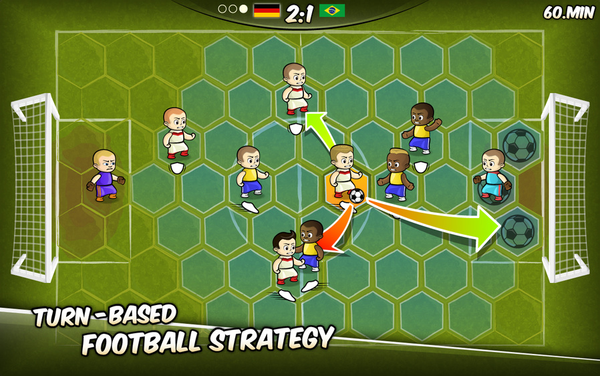 2:1
60.MIN
TURN-BASED
FOOTBALL STRATEGY